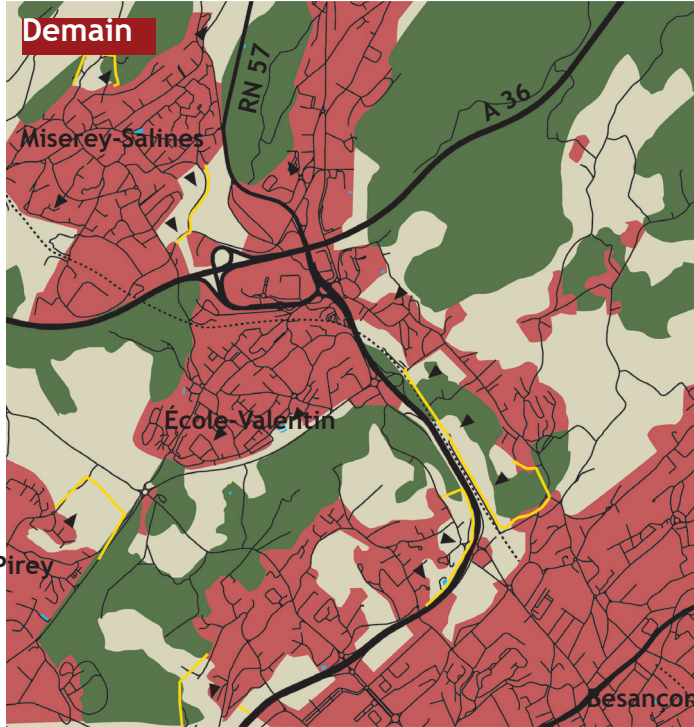 Demain
RN 57
A 36
Miserey-Salines
École-Valentin
Pirey
Besançon